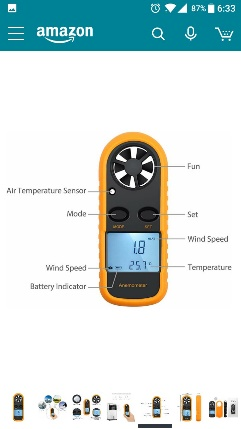 87% 6:33
amazon
Fun
Air Temperature Sensor
Mode
Set
MODE SET
Wind Speed
1.8
Wind Speed
25.7
Temperature
Battery Indicator
Anemometer